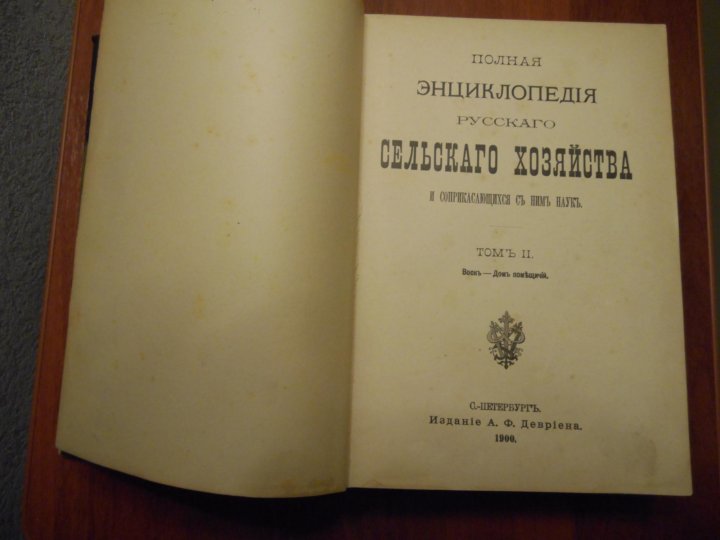 ПОЛНАЯ
ЭНЦИКЛОПЕДІЯ
РУССКАГО
СЕЛЬСКАГО ХОЗЯЙСТВА
И СОПРИКАСАЮЩИХСЯ СЪ НИМЪ НАУКЪ.
ТОМЪ II.
Воскъ — Домъ помѣщичій.
С.-ПЕТЕРБУРГЪ.
Изданіе А. Ф. Девріена.
1900.